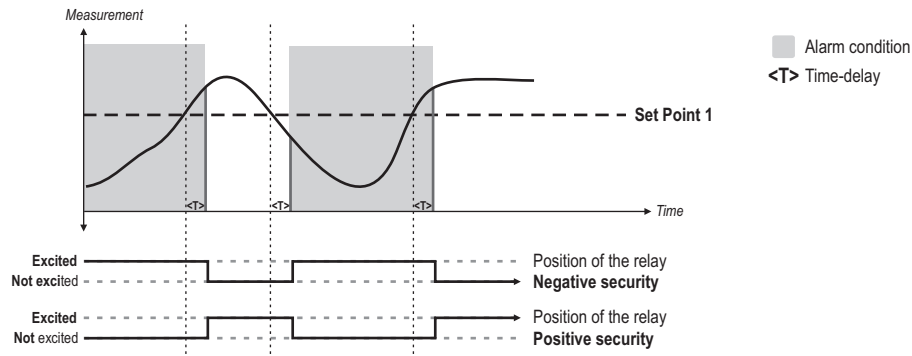 Measurement
Alarm condition
<T> Time-delay
Set Point 1
<T>
<T>
<T>
Time
Excited
Position of the relay
Not excited
Negative security
Excited
Position of the relay
Not excited
Positive security